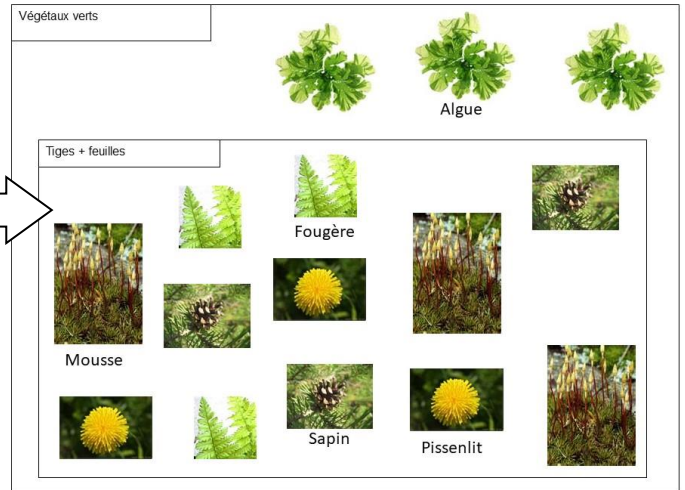 Végétaux verts
Algue
Tiges + feuilles
Fougère
Mousse
Sapin
Pissenlit